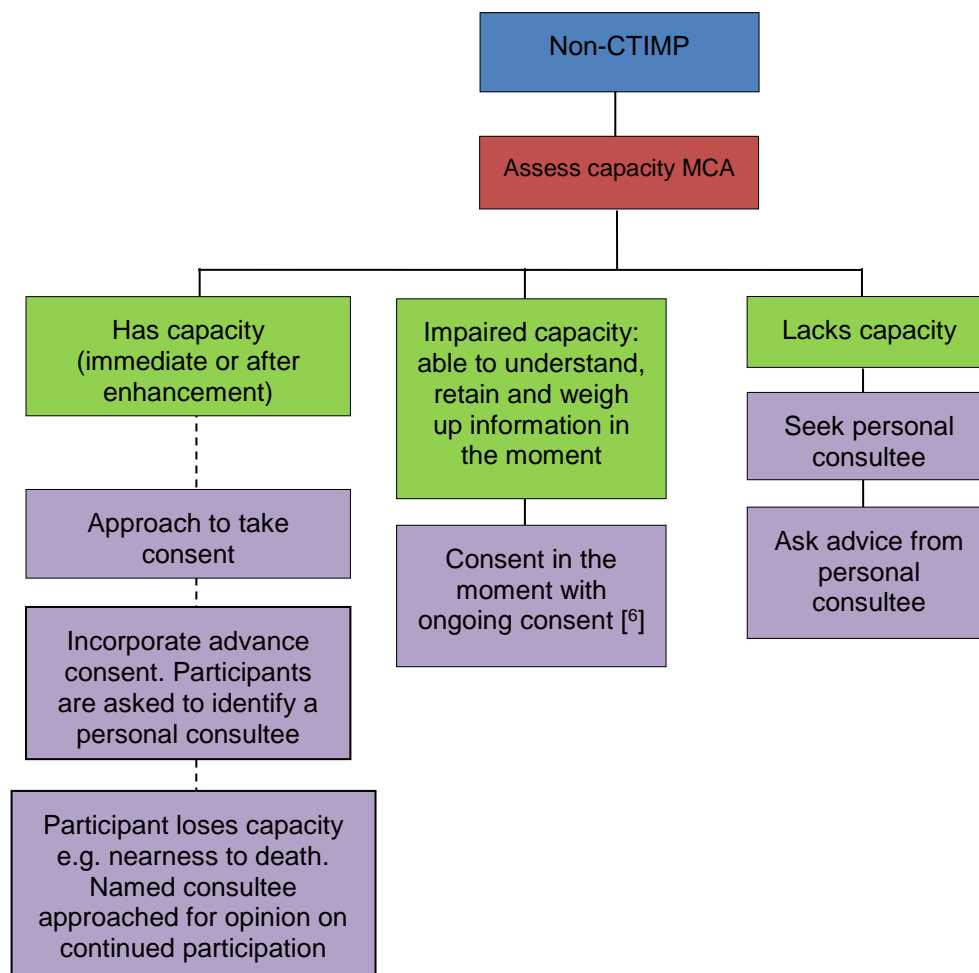 Non-CTIMP
Assess capacity MCA
Has capacity
(immediate or after
enhancement)
Approach to take
consent
Incorporate advance
consent. Participants
are asked to identify a
personal consultee
Participant loses capacity
e.g. nearness to death.
Named consultee
approached for opinion on
continued participation
Impaired capacity:
able to understand,
retain and weigh
up information in
the moment
Consent in the
moment with
ongoing consent [⁶]
Lacks capacity
Seek personal
consultee
Ask advice from
personal
consultee